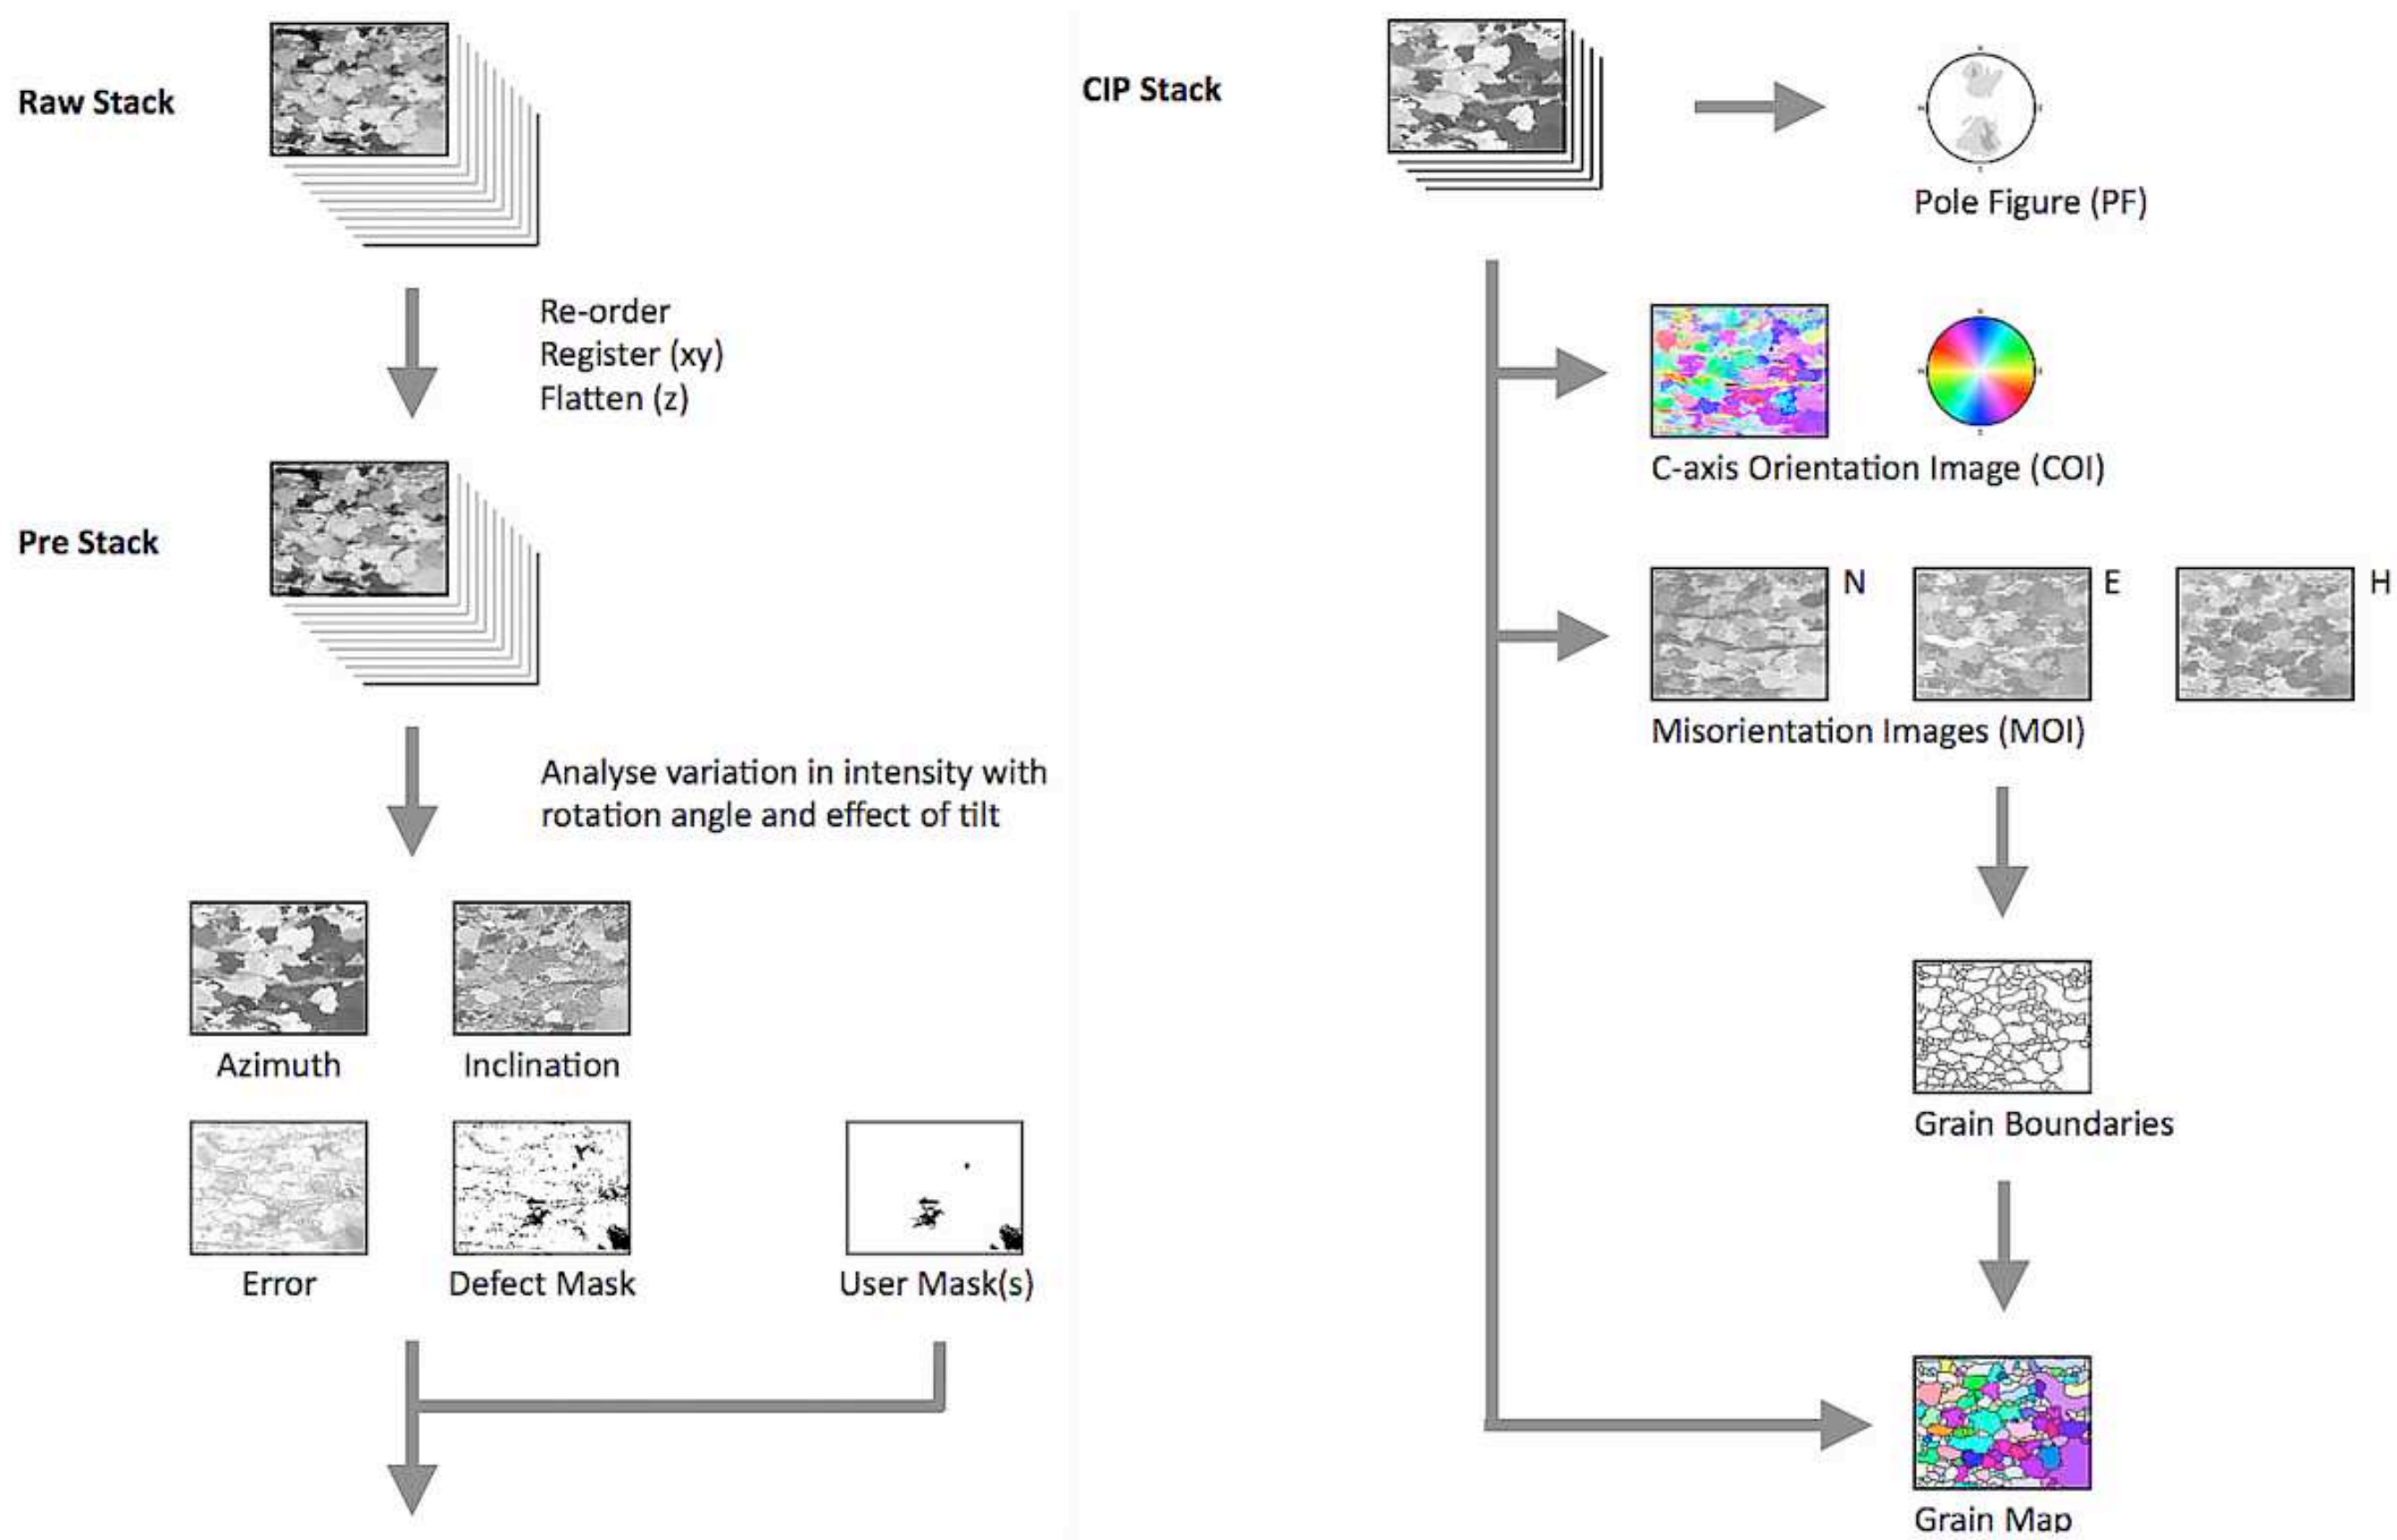 Raw Stack
Re-order
Register (xy)
Flatten (z)
Pre Stack
Analyse variation in intensity with
rotation angle and effect of tilt
Azimuth
Inclination
Error
Defect Mask
User Mask(s)
CIP Stack
Pole Figure (PF)
C-axis Orientation Image (COI)
N
E
H
Misorientation Images (MOI)
Grain Boundaries
Grain Map